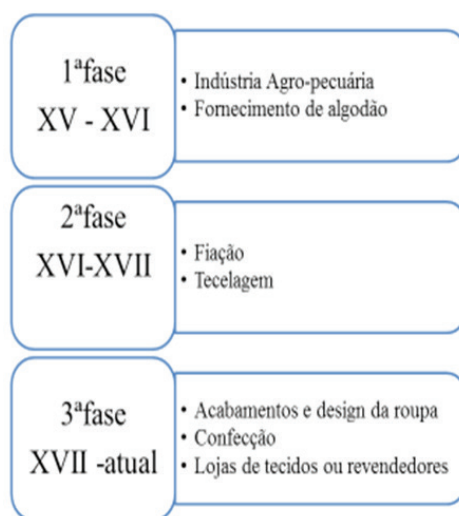 1ªfase
XV - XVI
• Indústria Agro-pecuária
• Fornecimento de algodão
2ªfase
XVI-XVII
• Fiação
• Tecelagem
3ªfase
XVII -atual
• Acabamentos e design da roupa
• Confecção
• Lojas de tecidos ou revendedores